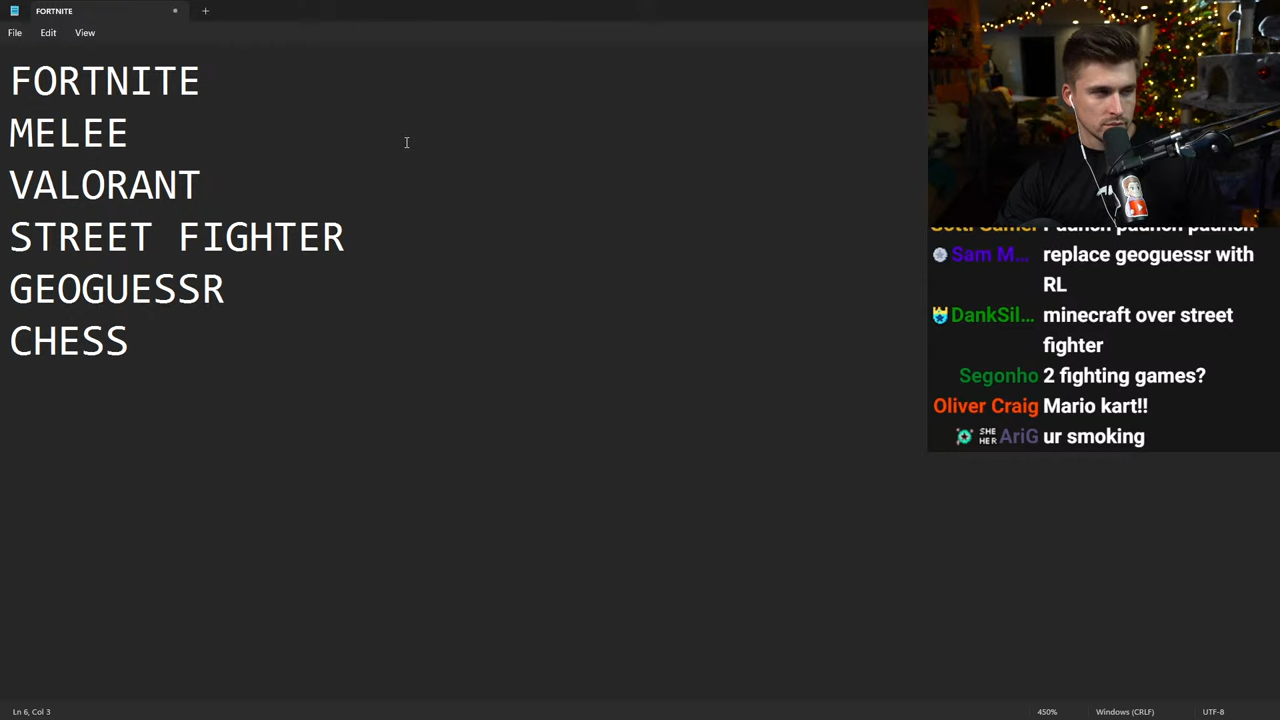 FORTNITE
File
Edit
View
FORTNITE
MELEE
VALORANT
STREET FIGHTER
GEOGUESSR
CHESS
Sam M... replace geoguessr with
RL
DankSil... minecraft over street
fighter
Segonho 2 fighting games?
Oliver Craig Mario kart!!
SHE
HER
AriG ur smoking
Ln 6, Col 3
450%
Windows (CRLF)
UTF-8